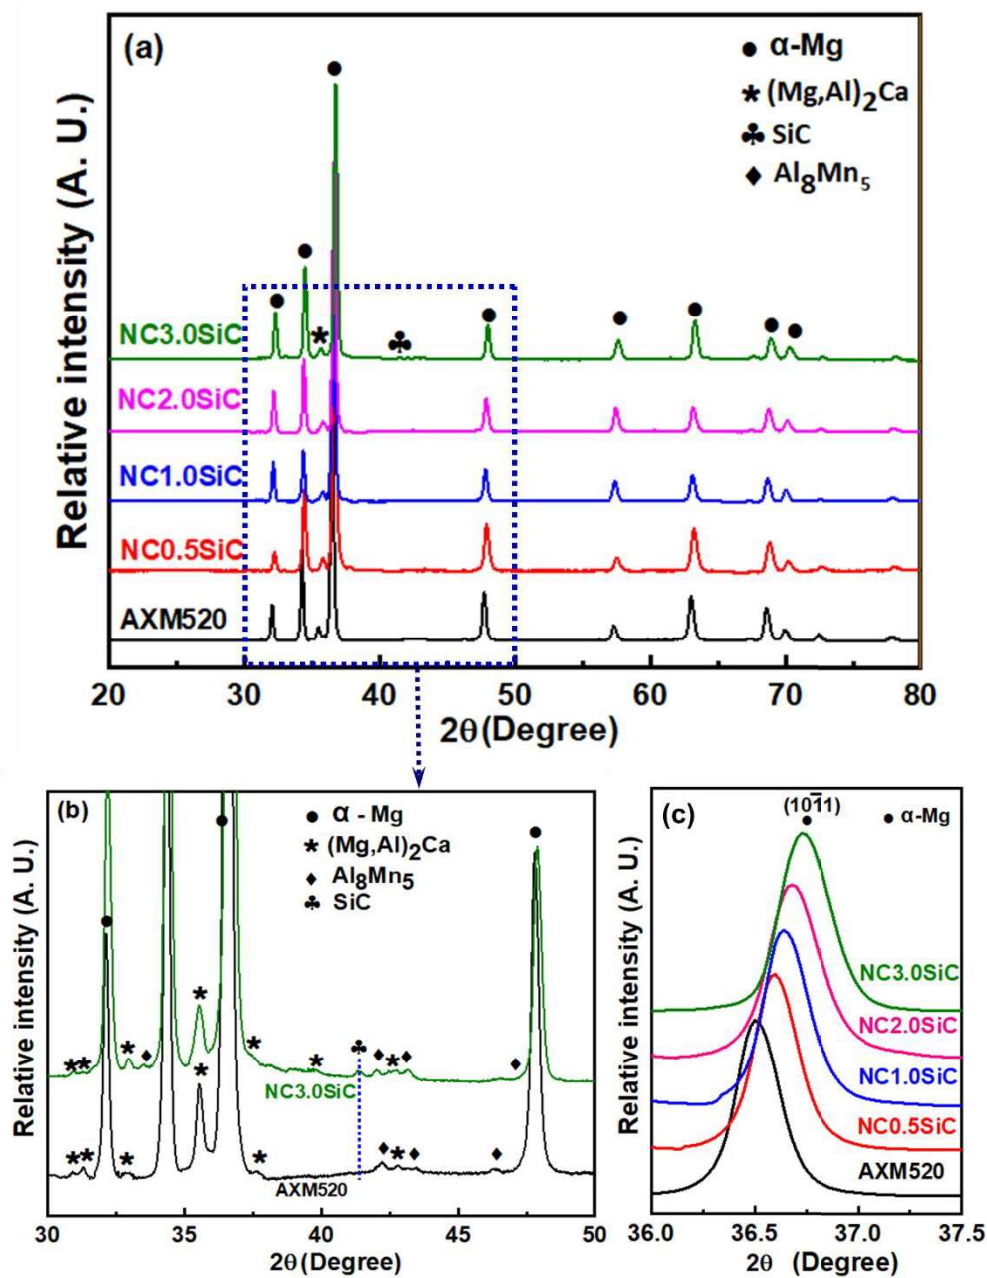 (a)
● α-Mg
* (Mg,Al)₂Ca
♣ SiC
♦ Al₈Mn₅
Relative intensity (A. U.)
NC3.0SiC
NC2.0SiC
NC1.0SiC
NC0.5SiC
AXM520
20 30 40 50 60 70 80
2θ (Degree)
(b)
● α - Mg
* (Mg,Al)₂Ca
♦ Al₈Mn₅
♣ SiC
Relative intensity (A. U.)
NC3.0SiC
AXM520
30 35 40 45 50
2θ (Degree)
(c)
(101̅1)
● α-Mg
Relative intensity (A. U.)
NC3.0SiC
NC2.0SiC
NC1.0SiC
NC0.5SiC
AXM520
36.0 36.5 37.0 37.5
2θ (Degree)